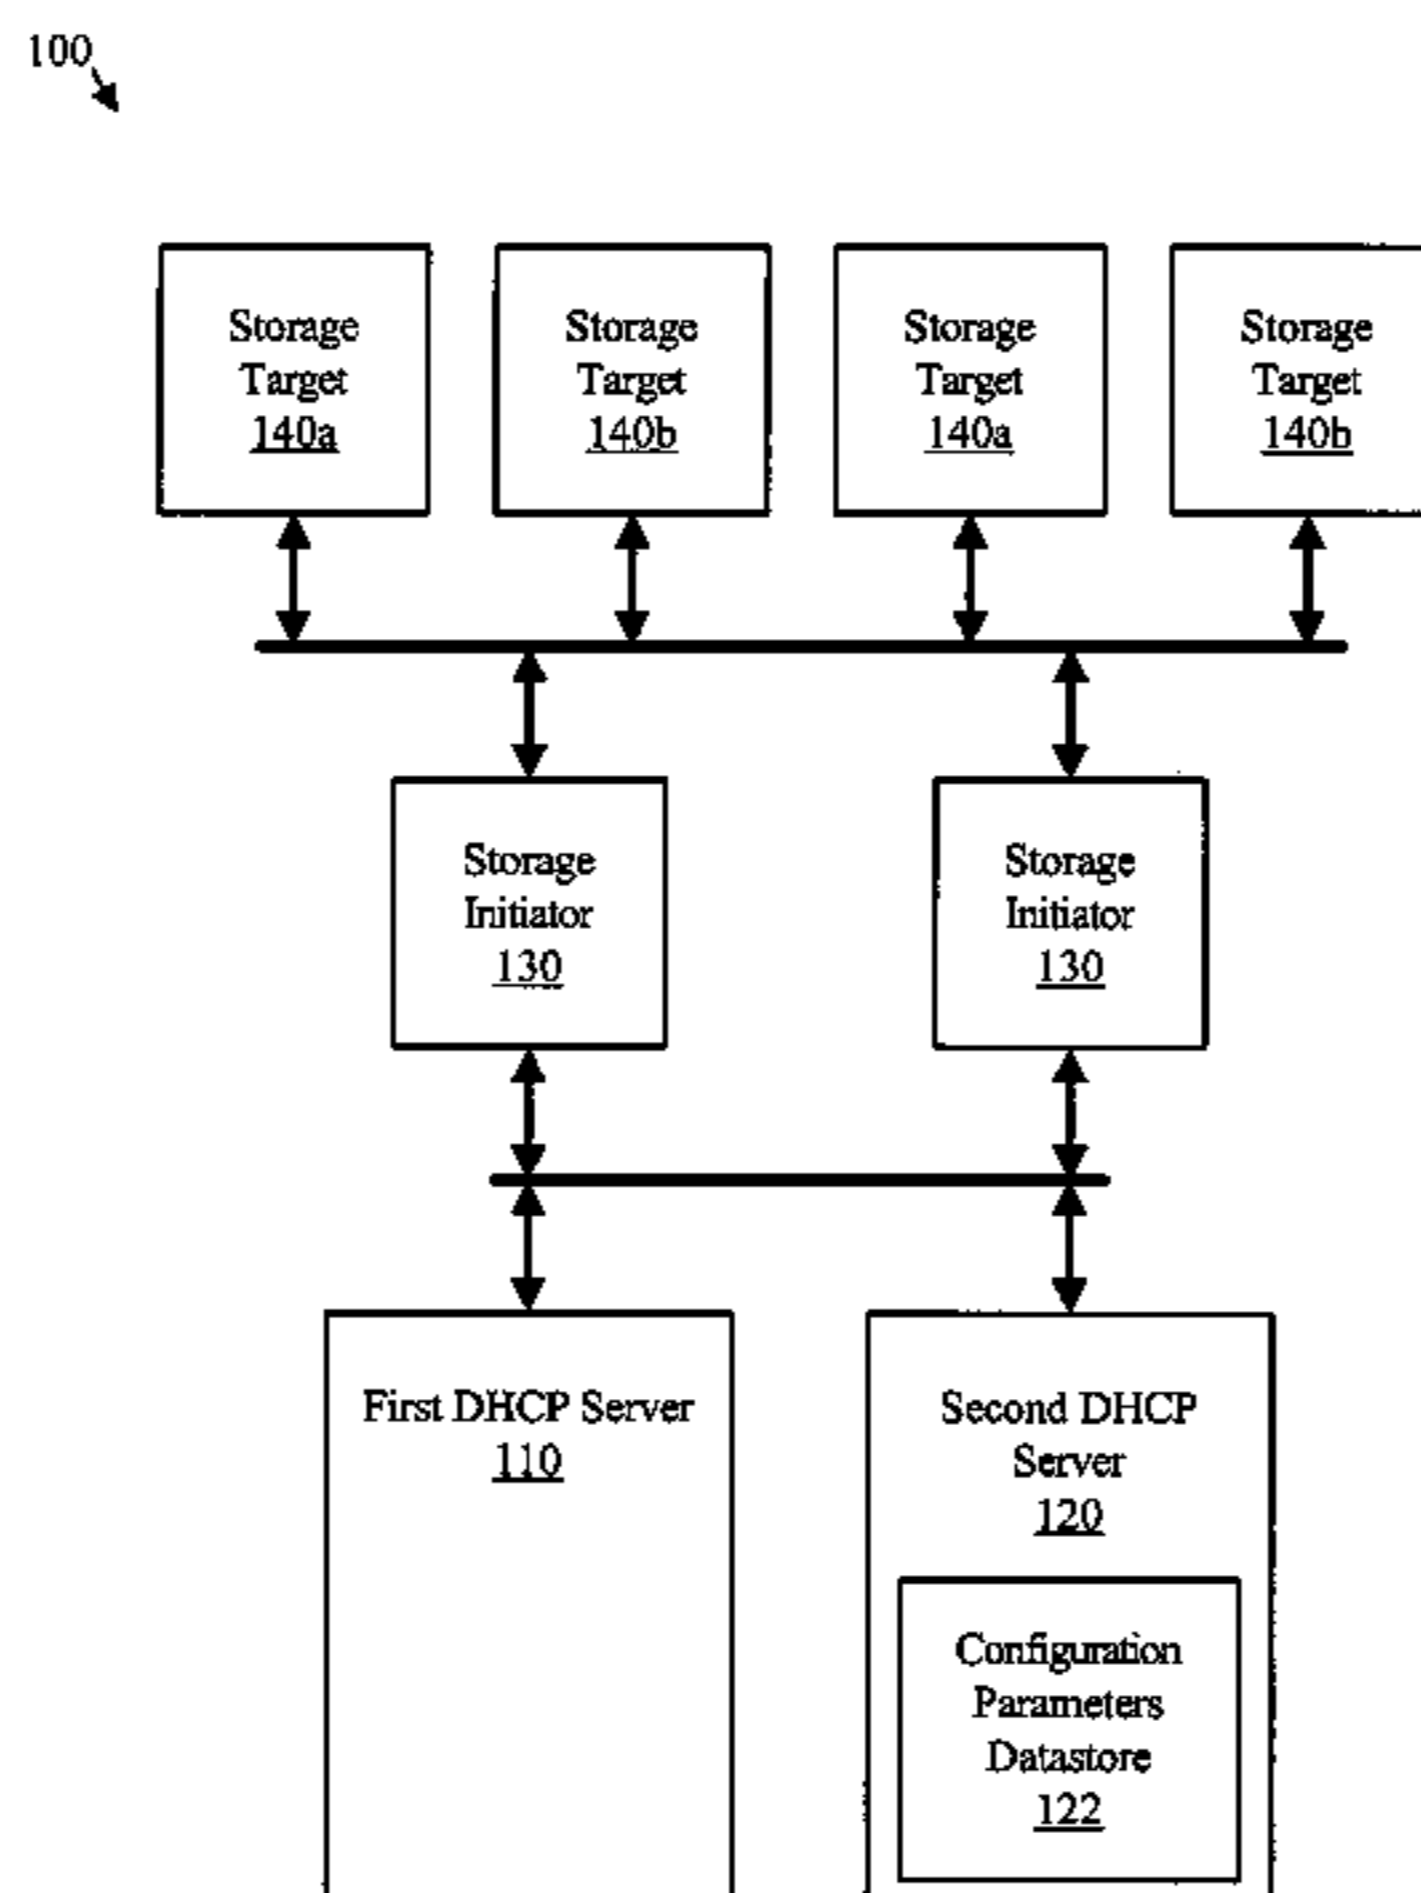 100
Storage
Target
140a
Storage
Target
140b
Storage
Target
140a
Storage
Target
140b
Storage
Initiator
130
Storage
Initiator
130
First DHCP Server
110
Second DHCP
Server
120
Configuration
Parameters
Datastore
122